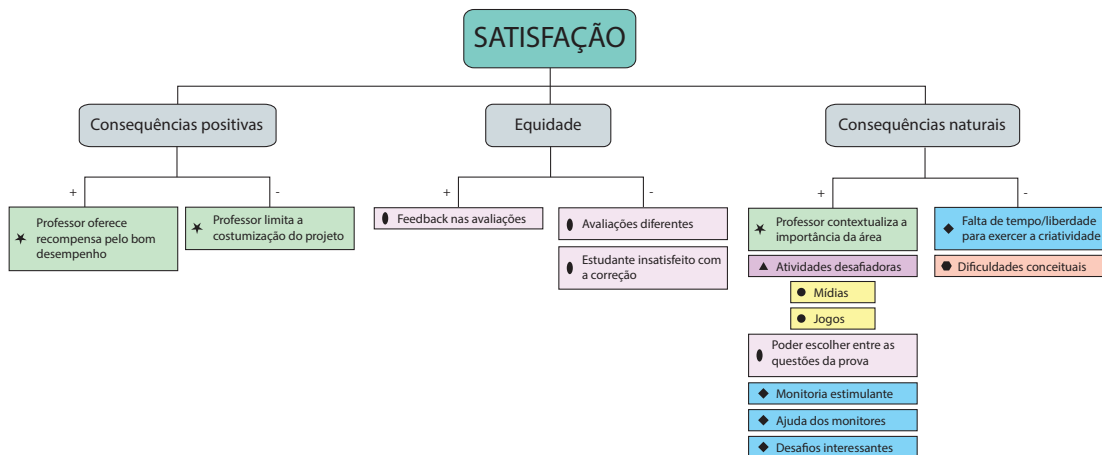 SATISFAÇÃO
Consequências positivas
Equidade
Consequências naturais
+
-
+
-
+
-
Professor oferece
recompensa pelo bom
desempenho
Professor limita a
costumização do projeto
Feedback nas avaliações
Avaliações diferentes
Estudante insatisfeito com
a correção
Professor contextualiza a
importância da área
Atividades desafiadoras
Mídias
Jogos
Poder escolher entre as
questões da prova
Monitoria estimulante
Ajuda dos monitores
Desafios interessantes
Falta de tempo/liberdade
para exercer a criatividade
Dificuldades conceituais